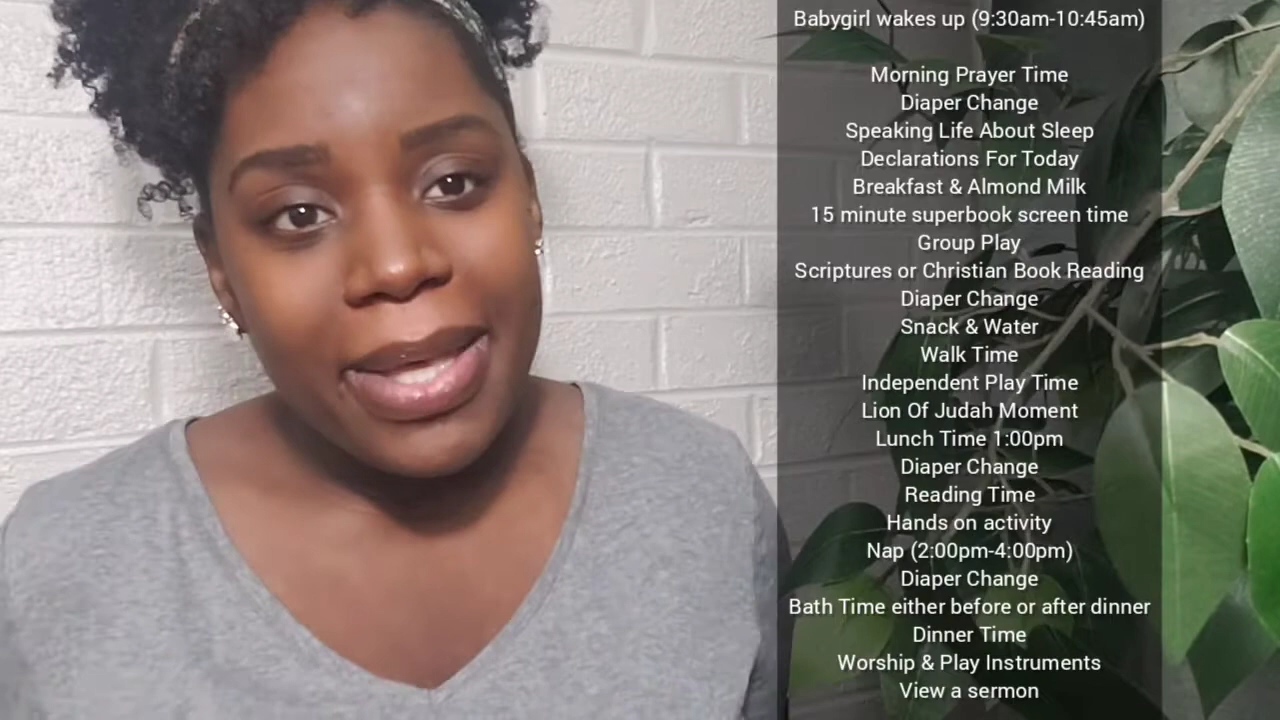 Babygirl wakes up (9:30am-10:45am)
Morning Prayer Time
Diaper Change
Speaking Life About Sleep
Declarations For Today
Breakfast & Almond Milk
15 minute superbook screen time
Group Play
Scriptures or Christian Book Reading
Diaper Change
Snack & Water
Walk Time
Independent Play Time
Lion Of Judah Moment
Lunch Time 1:00pm
Diaper Change
Reading Time
Hands on activity
Nap (2:00pm-4:00pm)
Diaper Change
Bath Time either before or after dinner
Dinner Time
Worship & Play Instruments
View a sermon